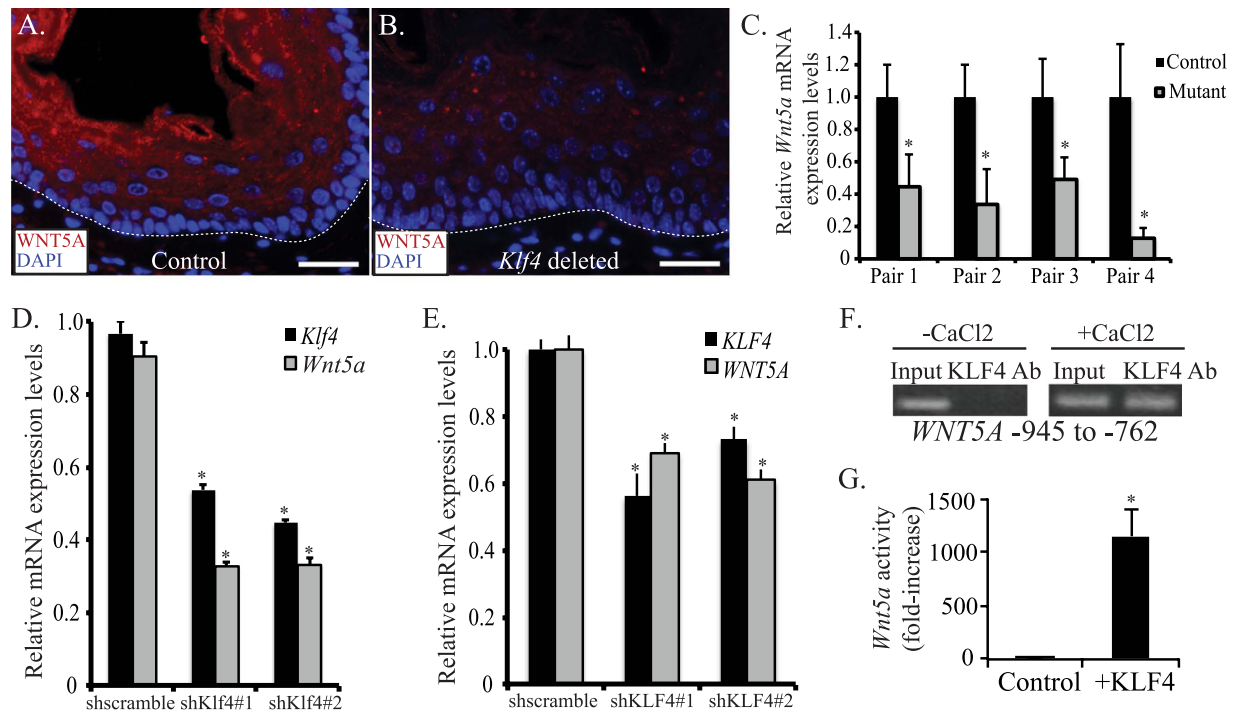 A.
WNT5A
DAPI
Control
B.
WNT5A
DAPI
Klf4 deleted
C.
Relative Wnt5a mRNA
expression levels
1.4
1.2
1.0
0.8
0.6
0.4
0.2
0
Control
Mutant
*
*
*
*
Pair 1
Pair 2
Pair 3
Pair 4
D.
Relative mRNA expression levels
1.0
0.8
0.6
0.4
0.2
0
Klf4
Wnt5a
*
*
*
*
shscramble
shKlf4#1
shKlf4#2
E.
Relative mRNA expression levels
1.0
0.8
0.6
0.4
0.2
0
KLF4
WNT5A
*
*
*
*
shscramble
shKLF4#1
shKLF4#2
F.
-CaCl2
+CaCl2
Input KLF4 Ab
Input KLF4 Ab
WNT5A -945 to -762
G.
Wnt5a activity
(fold-increase)
1500
1000
500
0
*
Control
+KLF4